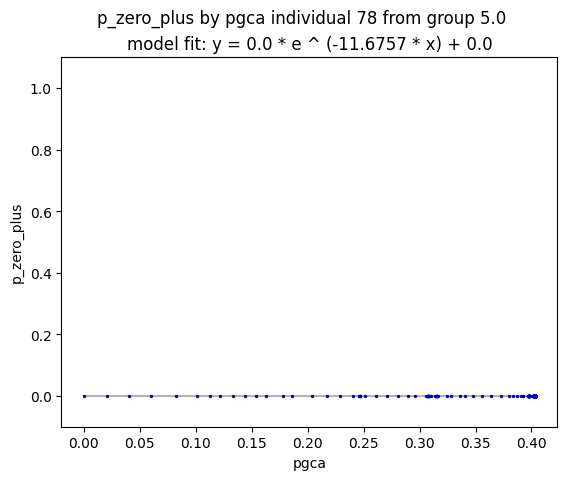 p_zero_plus by pgca individual 78 from group 5.0
model fit: y = 0.0 * e ^ (-11.6757 * x) + 0.0
1.0
0.8
0.6
0.4
0.2
0.0
p_zero_plus
0.00 0.05 0.10 0.15 0.20 0.25 0.30 0.35 0.40
pgca